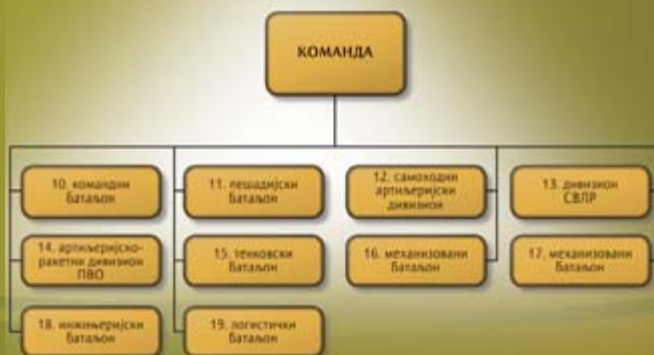 КОМАНДА
10. командни
батаљон
11. пешадијски
батаљон
12. самоходни
артиљеријски
дивизион
13. дивизион
СВЛР
14. артиљеријско-
ракетни дивизион
ПВО
15. тенковски
батаљон
16. механизовани
батаљон
17. механизовани
батаљон
18. инжињеријски
батаљон
19. логистички
батаљон